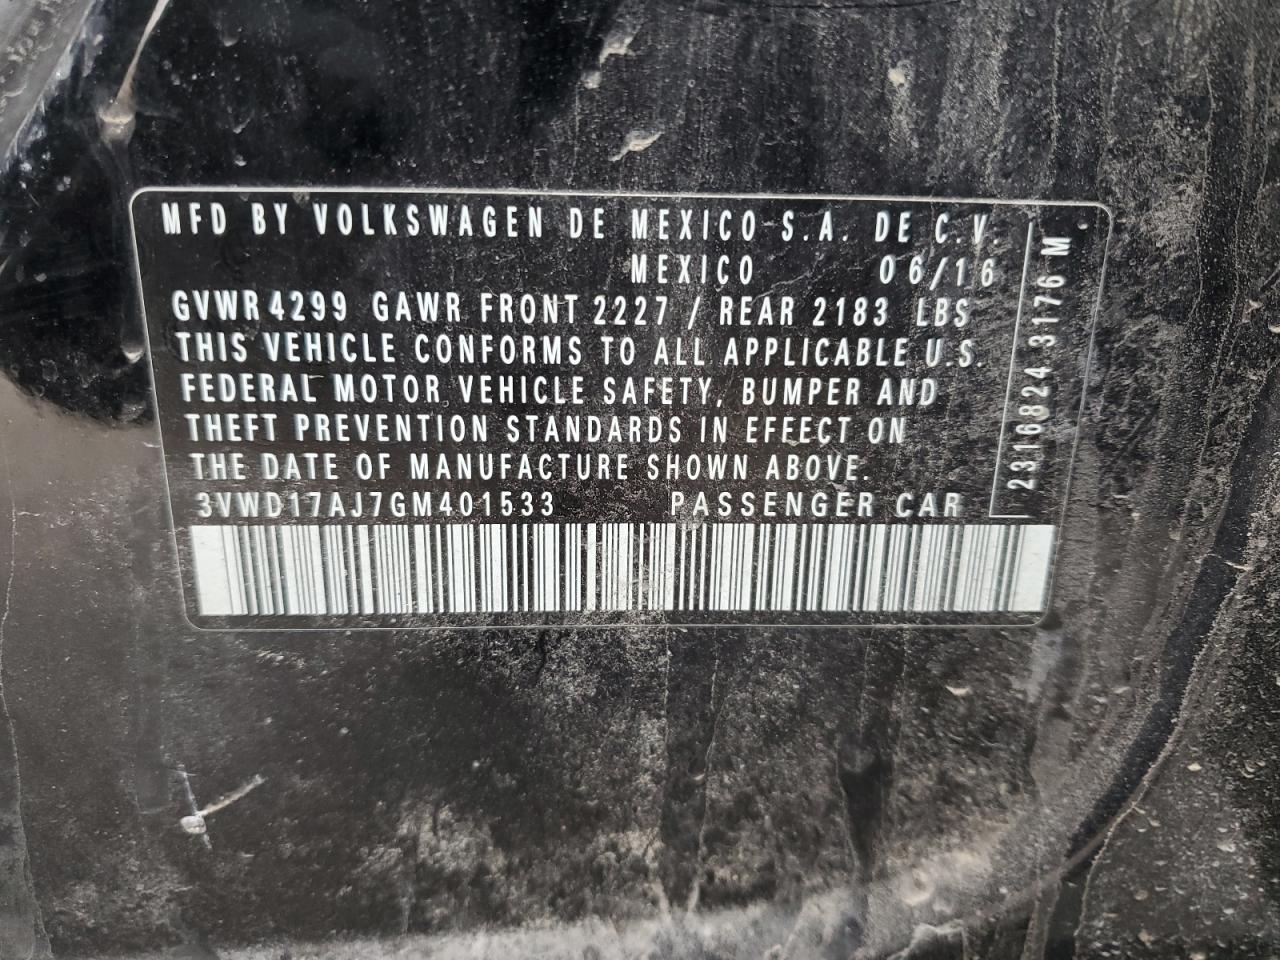 MFD BY VOLKSWAGEN DE MEXICO S.A. DE C.V.
MEXICO 06/16
GVWR 4299 GAWR FRONT 2227 / REAR 2183 LBS
THIS VEHICLE CONFORMS TO ALL APPLICABLE U.S.
FEDERAL MOTOR VEHICLE SAFETY, BUMPER AND
THEFT PREVENTION STANDARDS IN EFFECT ON
THE DATE OF MANUFACTURE SHOWN ABOVE.
3VWD17AJ7GM401533 PASSENGER CAR
2316824.3176 M